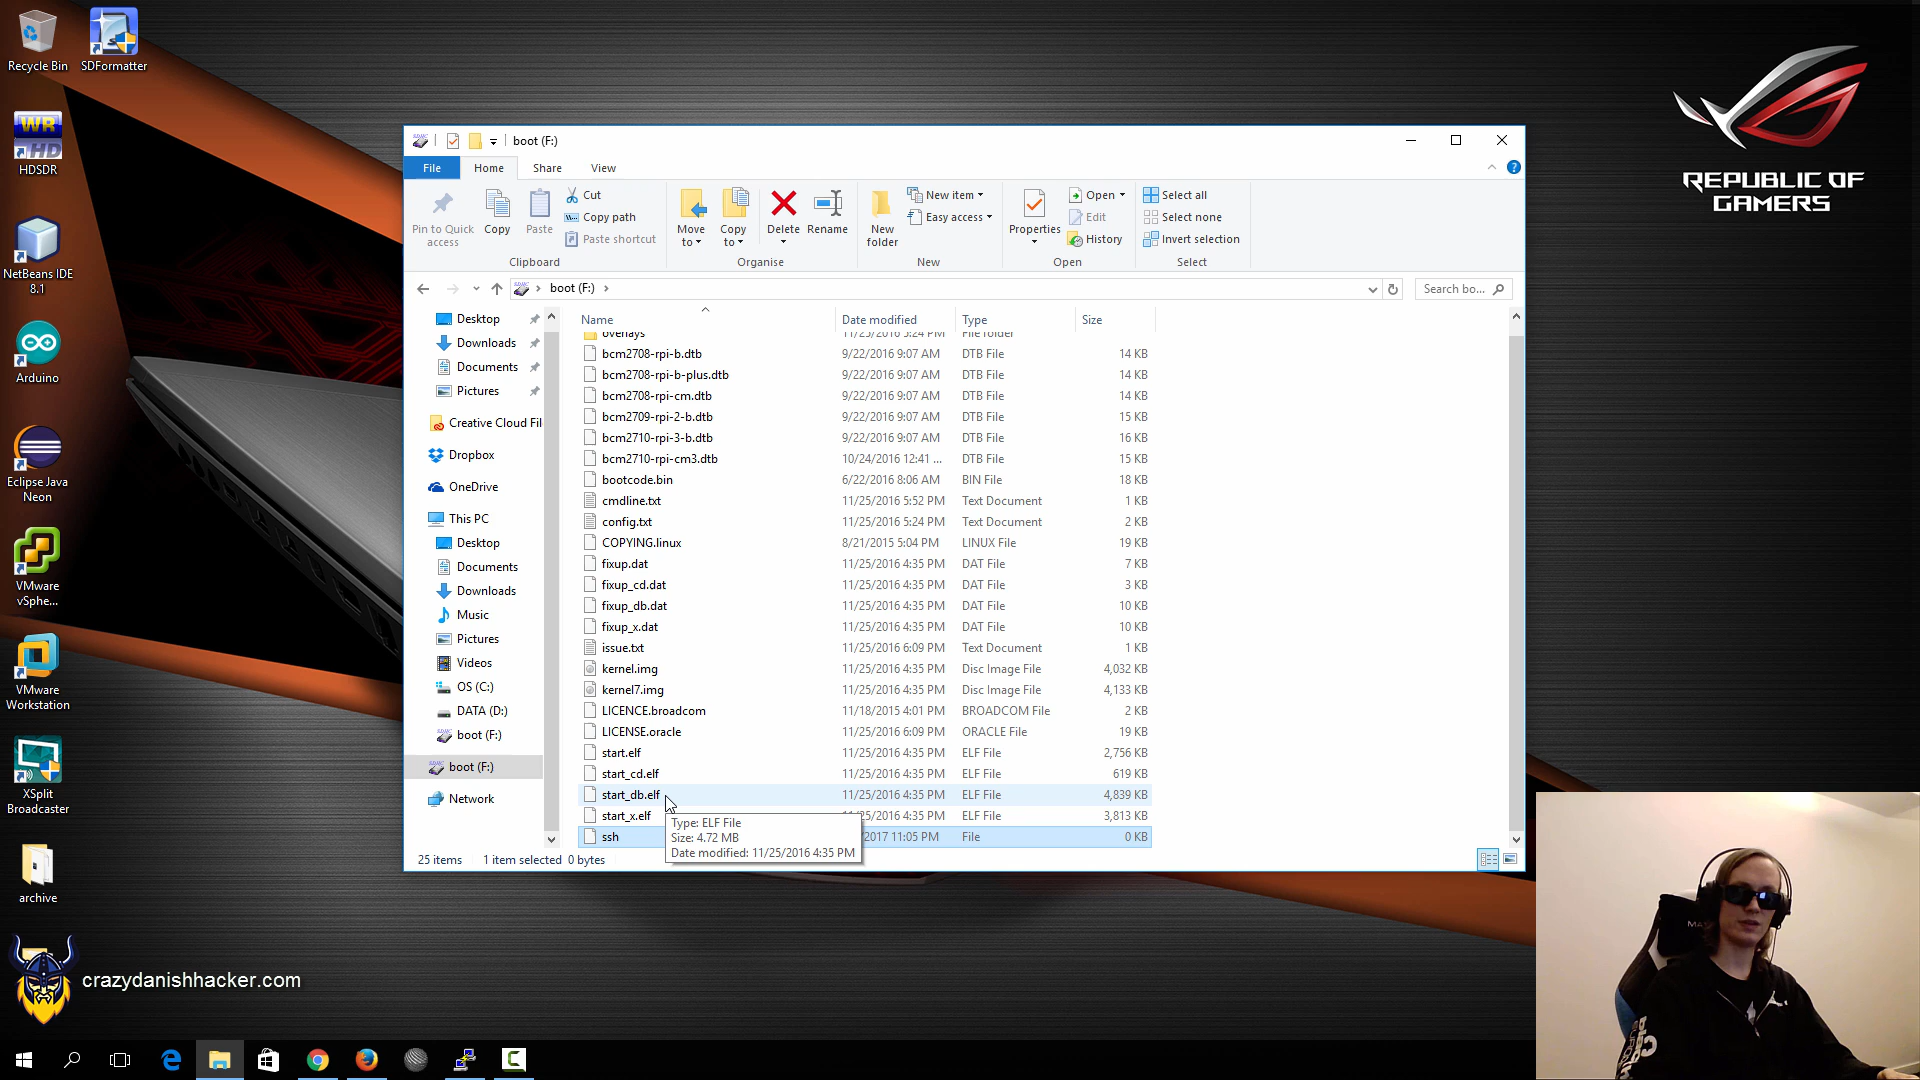 Recycle Bin
SDFormatter
WR
HD
HDSDR
NetBeans IDE
8.1
Arduino
Eclipse Java
Neon
VMware
vSphe...
VMware
Workstation
XSplit
Broadcaster
archive
crazydanishhacker.com
REPUBLIC OF
GAMERS
boot (F:)
File
Home
Share
View
Pin to Quick
access
Copy
Paste
Cut
Copy path
Paste shortcut
Clipboard
Move
to
Copy
to
Delete
Rename
Organise
New
folder
New item
Easy access
New
Properties
Open
Edit
History
Open
Select all
Select none
Invert selection
Select
boot (F:)
Search bo...
Desktop
Downloads
Documents
Pictures
Creative Cloud Fil
Dropbox
OneDrive
This PC
Desktop
Documents
Downloads
Music
Pictures
Videos
OS (C:)
DATA (D:)
boot (F:)
boot (F:)
Network
Name Date modified Type Size
overlays 11/25/2016 5:24 PM File folder
bcm2708-rpi-b.dtb 9/22/2016 9:07 AM DTB File 14 KB
bcm2708-rpi-b-plus.dtb 9/22/2016 9:07 AM DTB File 14 KB
bcm2708-rpi-cm.dtb 9/22/2016 9:07 AM DTB File 14 KB
bcm2709-rpi-2-b.dtb 9/22/2016 9:07 AM DTB File 15 KB
bcm2710-rpi-3-b.dtb 9/22/2016 9:07 AM DTB File 16 KB
bcm2710-rpi-cm3.dtb 10/24/2016 12:41 ... DTB File 15 KB
bootcode.bin 6/22/2016 8:06 AM BIN File 18 KB
cmdline.txt 11/25/2016 5:52 PM Text Document 1 KB
config.txt 11/25/2016 5:24 PM Text Document 2 KB
COPYING.linux 8/21/2015 5:04 PM LINUX File 19 KB
fixup.dat 11/25/2016 4:35 PM DAT File 7 KB
fixup_cd.dat 11/25/2016 4:35 PM DAT File 3 KB
fixup_db.dat 11/25/2016 4:35 PM DAT File 10 KB
fixup_x.dat 11/25/2016 4:35 PM DAT File 10 KB
issue.txt 11/25/2016 6:09 PM Text Document 1 KB
kernel.img 11/25/2016 4:35 PM Disc Image File 4,032 KB
kernel7.img 11/25/2016 4:35 PM Disc Image File 4,133 KB
LICENCE.broadcom 11/18/2015 4:01 PM BROADCOM File 2 KB
LICENSE.oracle 11/25/2016 6:09 PM ORACLE File 19 KB
start.elf 11/25/2016 4:35 PM ELF File 2,756 KB
start_cd.elf 11/25/2016 4:35 PM ELF File 619 KB
start_db.elf 11/25/2016 4:35 PM ELF File 4,839 KB
start_x.elf /25/2016 4:35 PM ELF File 3,813 KB
ssh /2017 11:05 PM File 0 KB
Type: ELF File
Size: 4.72 MB
Date modified: 11/25/2016 4:35 PM
25 items 1 item selected 0 bytes